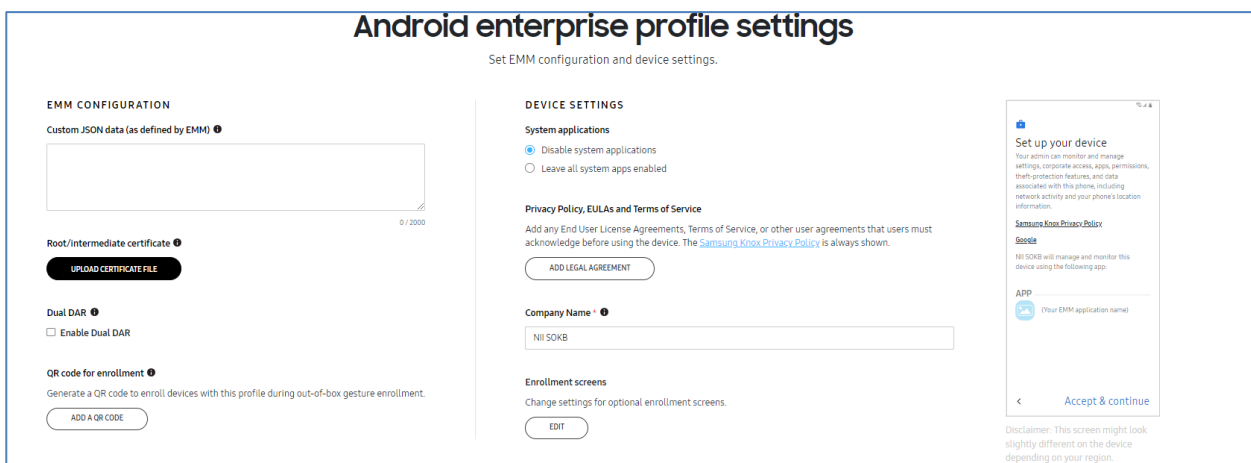 Android enterprise profile settings
Set EMM configuration and device settings.
EMM CONFIGURATION
Custom JSON data (as defined by EMM)
0 / 2000
Root/intermediate certificate
UPLOAD CERTIFICATE FILE
Dual DAR
Enable Dual DAR
QR code for enrollment
Generate a QR code to enroll devices with this profile during out-of-box gesture enrollment.
ADD A QR CODE
DEVICE SETTINGS
System applications
Disable system applications
Leave all system apps enabled
Privacy Policy, EULAs and Terms of Service
Add any End User License Agreements, Terms of Service, or other user agreements that users must
acknowledge before using the device. The Samsung Knox Privacy Policy is always shown.
ADD LEGAL AGREEMENT
Company Name *
NII SOKB
Enrollment screens
Change settings for optional enrollment screens.
EDIT
Set up your device
Your admin can monitor and manage
settings, corporate access, apps, permissions,
theft-protection features, and data
associated with this phone, including
network activity and your phone's location
information.
Samsung Knox Privacy Policy
Google
NII SOKB will manage and monitor this
device using the following app:
APP
(Your EMM application name)
< Accept & continue
Disclaimer: This screen might look
slightly different on the device
depending on your region.